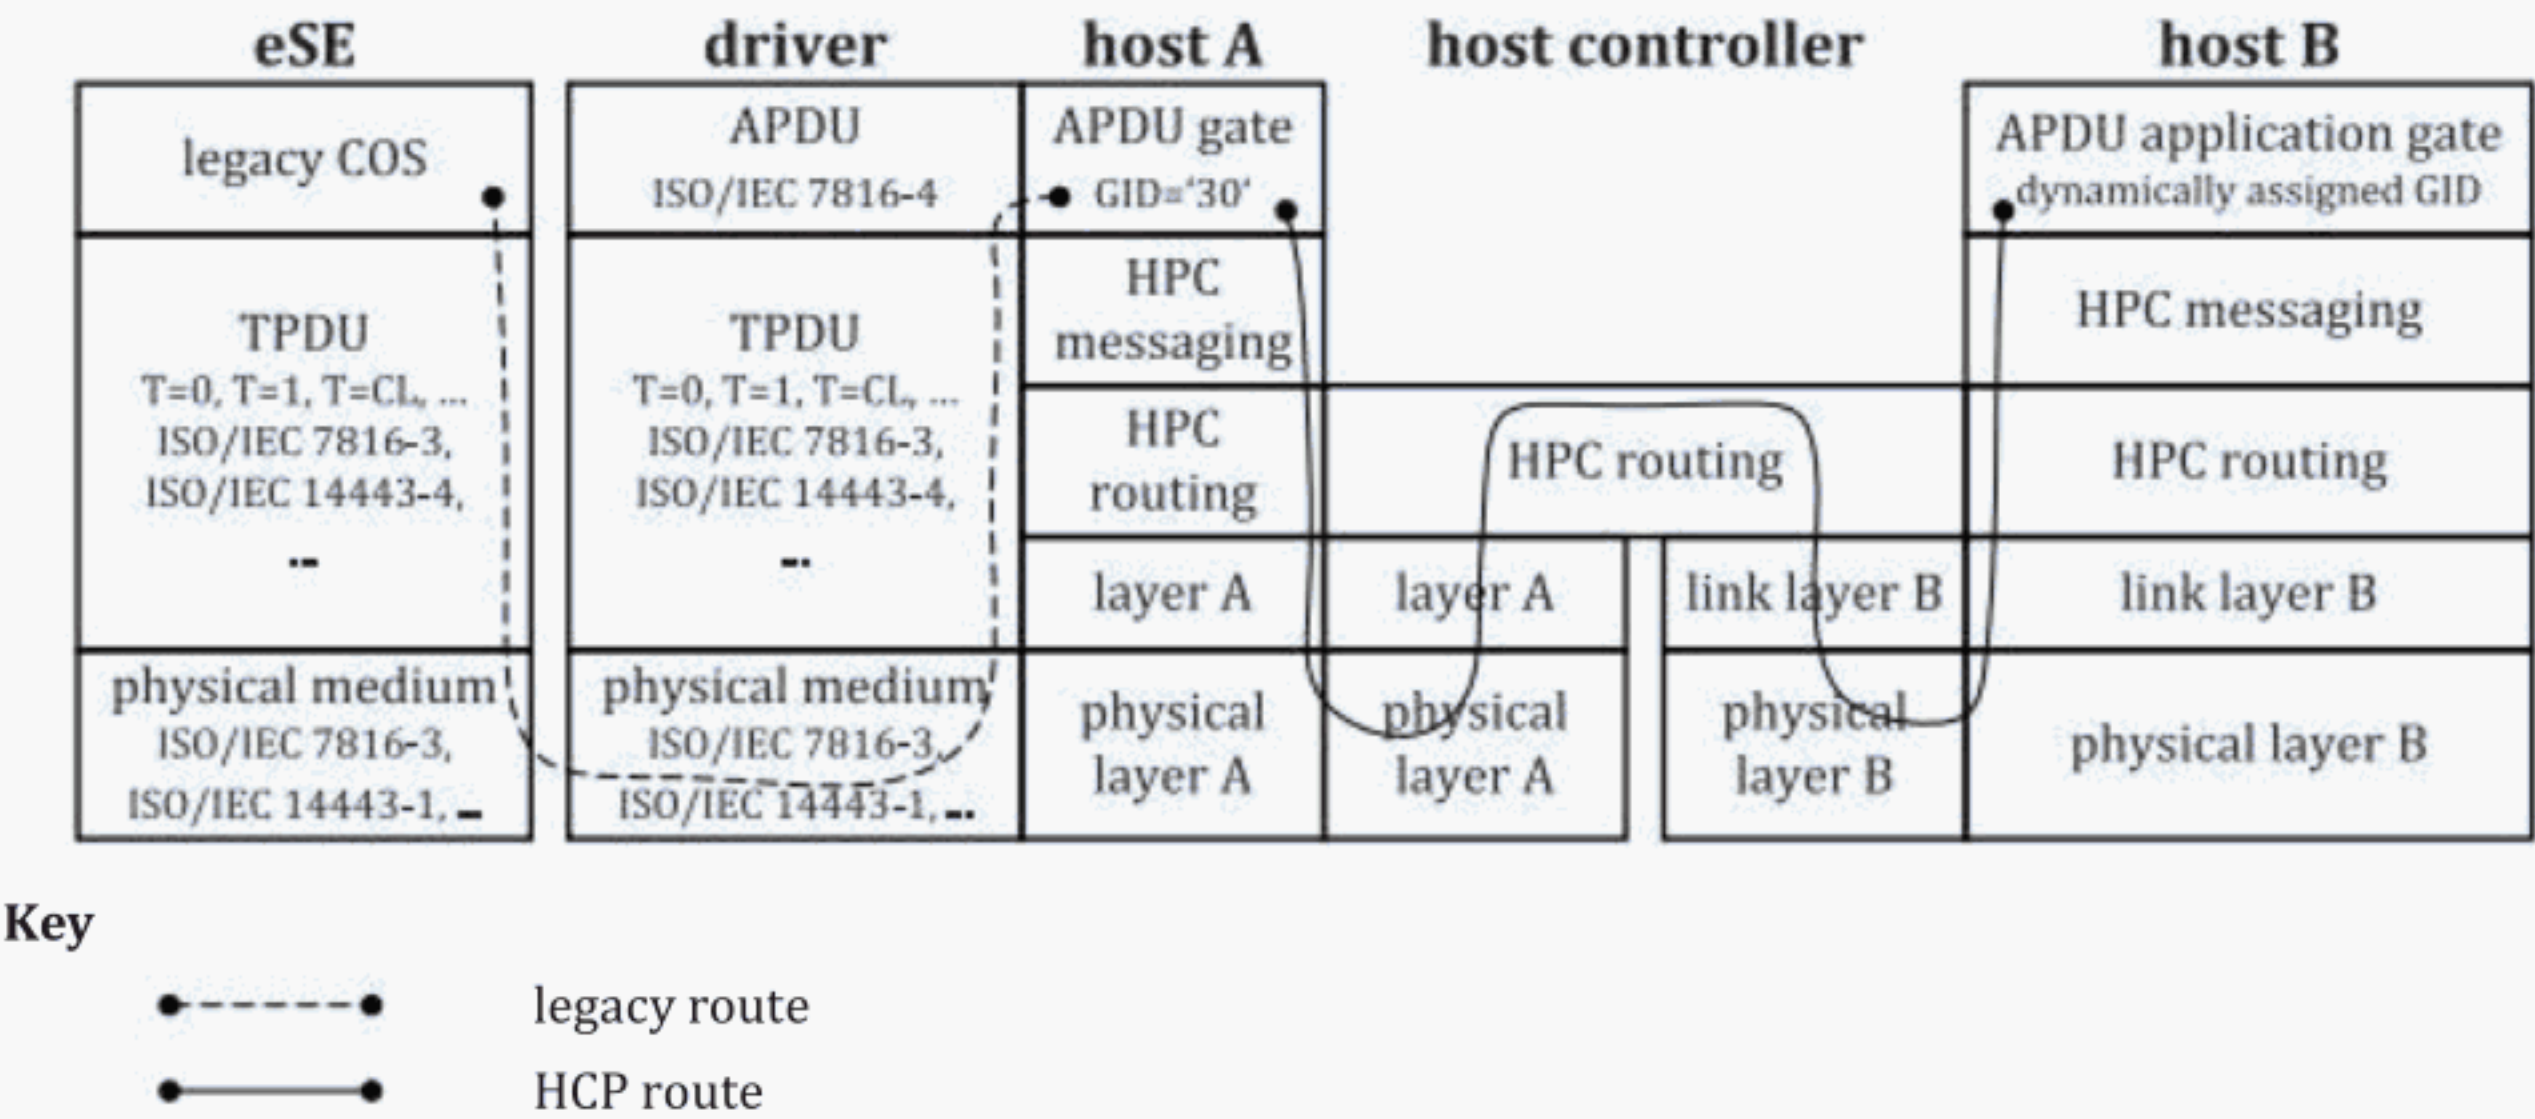 eSE
driver
host A
host controller
host B
legacy COS
APDU
ISO/IEC 7816-4
APDU gate
GID='30'
APDU application gate
dynamically assigned GID
TPDU
T=0, T=1, T=CL, ...
ISO/IEC 7816-3,
ISO/IEC 14443-4,
...
TPDU
T=0, T=1, T=CL, ...
ISO/IEC 7816-3,
ISO/IEC 14443-4,
...
HPC
messaging
HPC messaging
HPC
routing
HPC routing
HPC routing
layer A
layer A
link layer B
link layer B
physical medium
ISO/IEC 7816-3,
ISO/IEC 14443-1, ...
physical medium
ISO/IEC 7816-3,
ISO/IEC 14443-1, ...
physical
layer A
physical
layer A
physical
layer B
physical layer B
Key
legacy route
HCP route